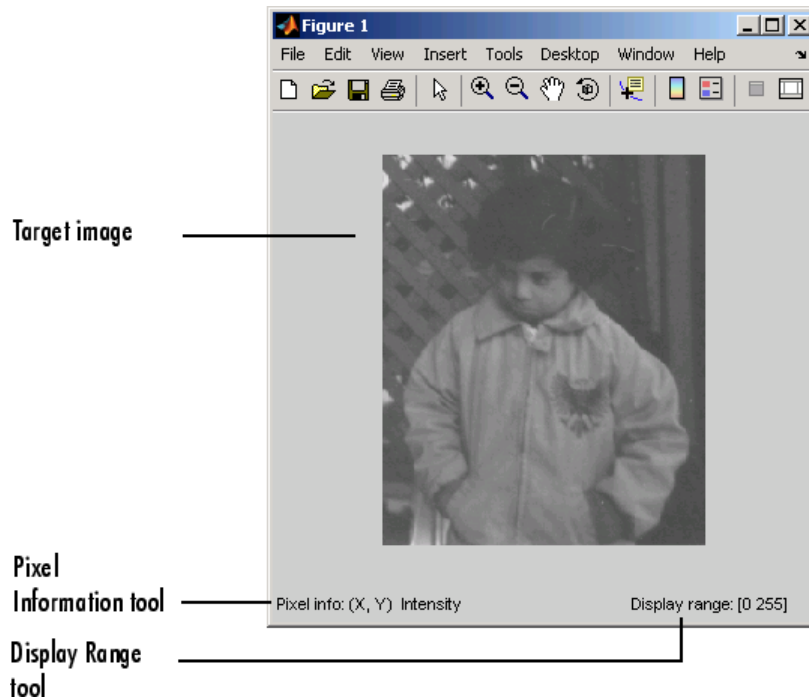 Figure 1
File Edit View Insert Tools Desktop Window Help
Target image
Pixel
Information tool
Pixel info: (X, Y) Intensity
Display range: [0 255]
Display Range
tool